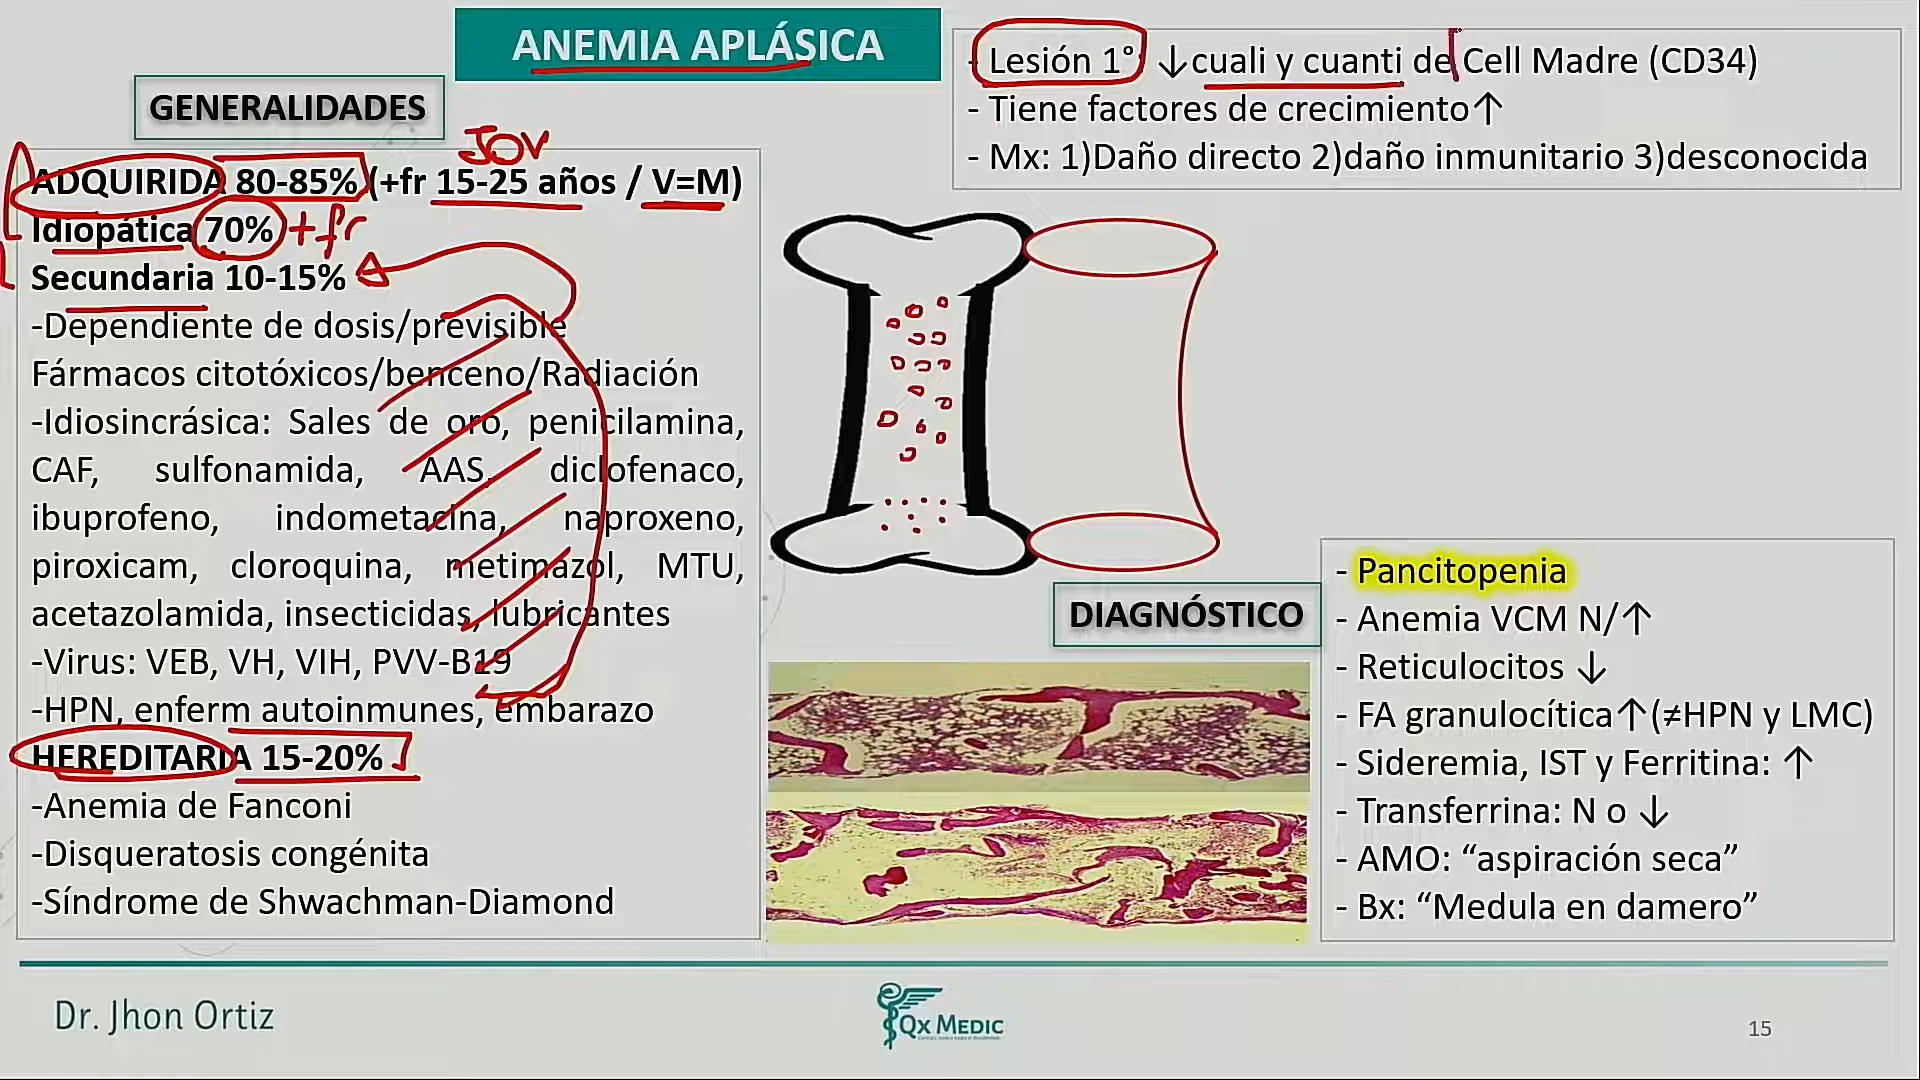 ANEMIA APLÁSICA
- Lesión 1° ↓cuali y cuanti de Cell Madre (CD34)
- Tiene factores de crecimiento↑
- Mx: 1)Daño directo 2)daño inmunitario 3)desconocida
GENERALIDADES
JOV
ADQUIRIDA 80-85% (+fr 15-25 años / V=M)
Idiopática 70% +fr
Secundaria 10-15%
-Dependiente de dosis/previsible
Fármacos citotóxicos/benceno/Radiación
-Idiosincrásica: Sales de oro, penicilamina,
CAF, sulfonamida, AAS, diclofenaco,
ibuprofeno, indometacina, naproxeno,
piroxicam, cloroquina, metimazol, MTU,
acetazolamida, insecticidas, lubricantes
-Virus: VEB, VH, VIH, PVV-B19
-HPN, enferm autoinmunes, embarazo
HEREDITARIA 15-20%
-Anemia de Fanconi
-Disqueratosis congénita
-Síndrome de Shwachman-Diamond
DIAGNÓSTICO
- Pancitopenia
- Anemia VCM N/↑
- Reticulocitos ↓
- FA granulocítica↑(≠HPN y LMC)
- Sideremia, IST y Ferritina: ↑
- Transferrina: N o ↓
- AMO: “aspiración seca”
- Bx: “Medula en damero”
Dr. Jhon Ortiz
QX MEDIC
15